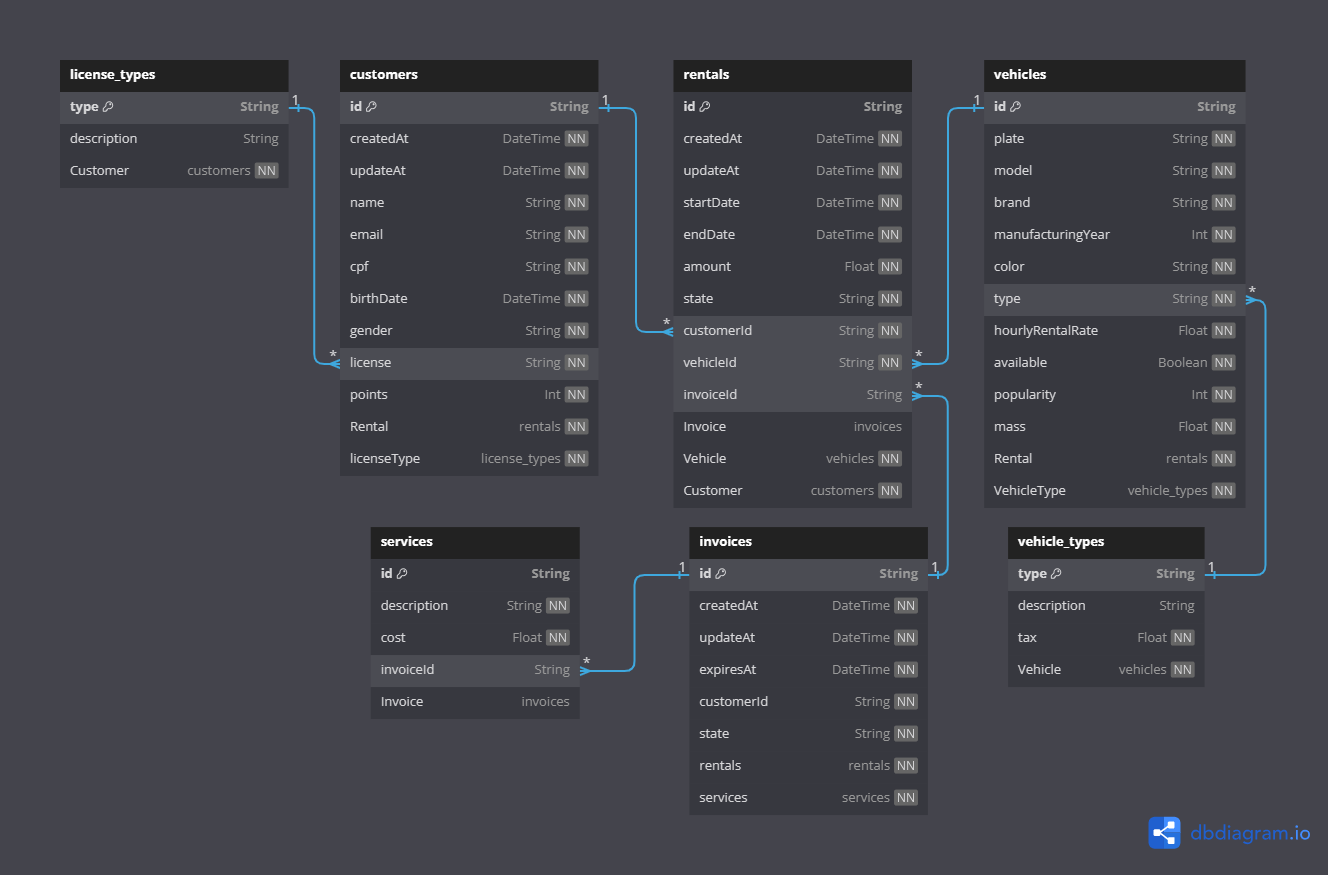 license_types
type String
description String
Customer customers NN
1
*
customers
id String
createdAt DateTime NN
updateAt DateTime NN
name String NN
email String NN
cpf String NN
birthDate DateTime NN
gender String NN
license String NN
points Int NN
Rental rentals NN
licenseType license_types NN
1
*
rentals
id String
createdAt DateTime NN
updateAt DateTime NN
startDate DateTime NN
endDate DateTime NN
amount Float NN
state String NN
customerId String NN
vehicleId String NN
invoiceId String
Invoice invoices
Vehicle vehicles NN
Customer customers NN
*
*
1
vehicles
id String
plate String NN
model String NN
brand String NN
manufacturingYear Int NN
color String NN
type String NN
hourlyRentalRate Float NN
available Boolean NN
popularity Int NN
mass Float NN
Rental rentals NN
VehicleType vehicle_types NN
*
services
id String
description String NN
cost Float NN
invoiceId String
Invoice invoices
*
1
invoices
id String
createdAt DateTime NN
updateAt DateTime NN
expiresAt DateTime NN
customerId String NN
state String NN
rentals rentals NN
services services NN
1
vehicle_types
type String
description String
tax Float NN
Vehicle vehicles NN
1
dbdiagram.io